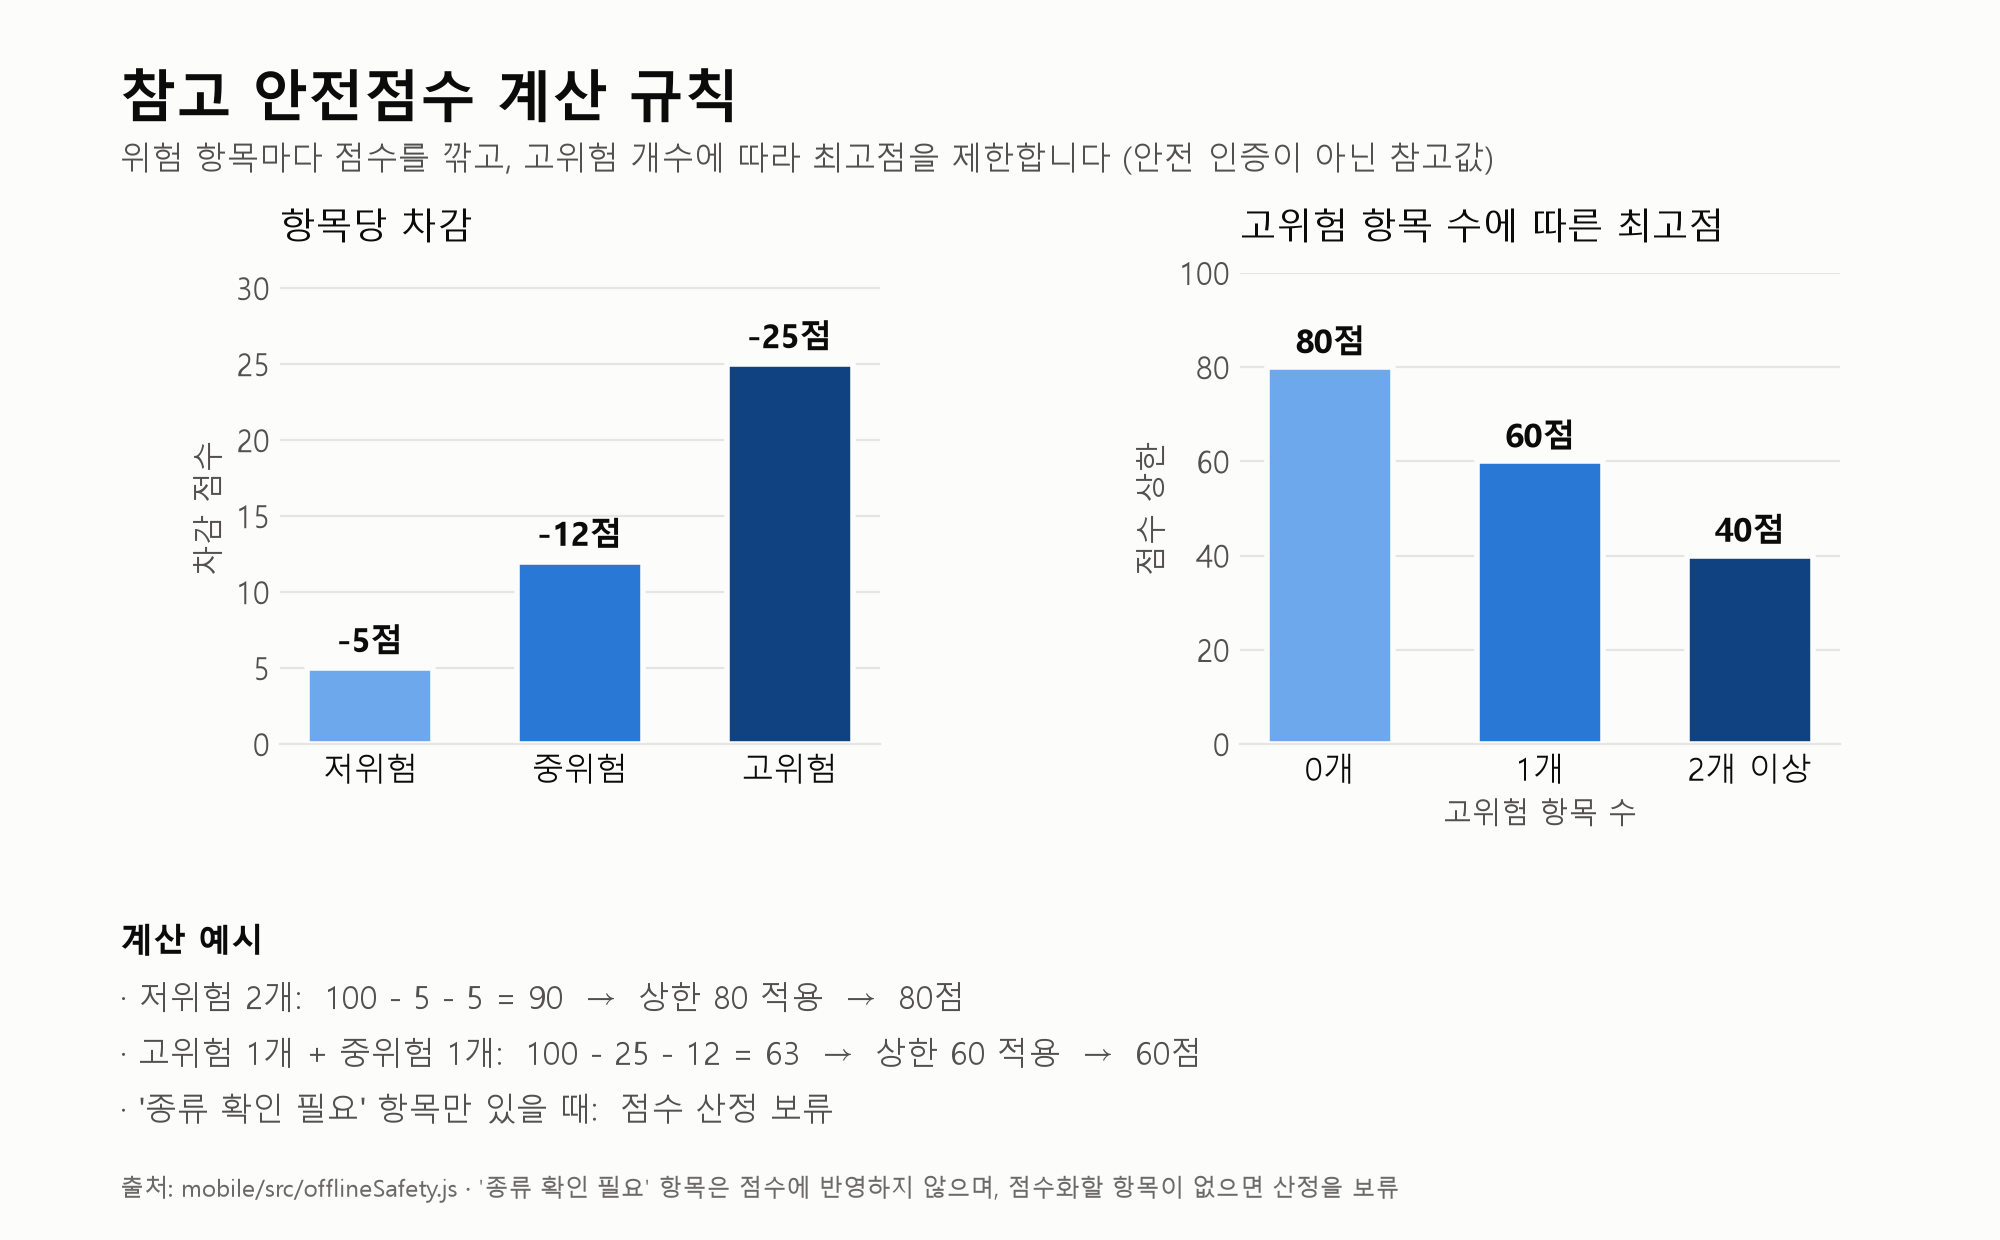 참고 안전점수 계산 규칙
위험 항목마다 점수를 깎고, 고위험 개수에 따라 최고점을 제한합니다 (안전 인증이 아닌 참고값)
항목당 차감
차감 점수
30
25
20
15
10
5
0
-5점
-12점
-25점
저위험
중위험
고위험
고위험 항목 수에 따른 최고점
점수 상한
100
80
60
40
20
0
80점
60점
40점
0개
1개
2개 이상
고위험 항목 수
계산 예시
· 저위험 2개: 100 - 5 - 5 = 90 → 상한 80 적용 → 80점
· 고위험 1개 + 중위험 1개: 100 - 25 - 12 = 63 → 상한 60 적용 → 60점
· '종류 확인 필요' 항목만 있을 때: 점수 산정 보류
출처: mobile/src/offlineSafety.js · '종류 확인 필요' 항목은 점수에 반영하지 않으며, 점수화할 항목이 없으면 산정을 보류